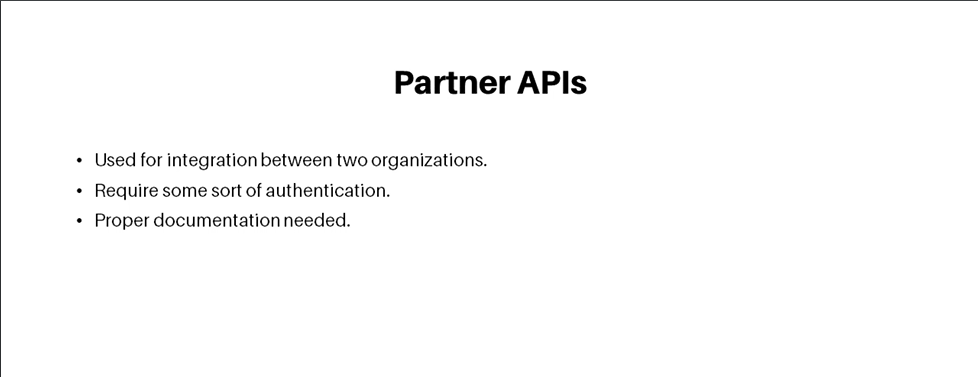 Partner APIs
• Used for integration between two organizations.
• Require some sort of authentication.
• Proper documentation needed.